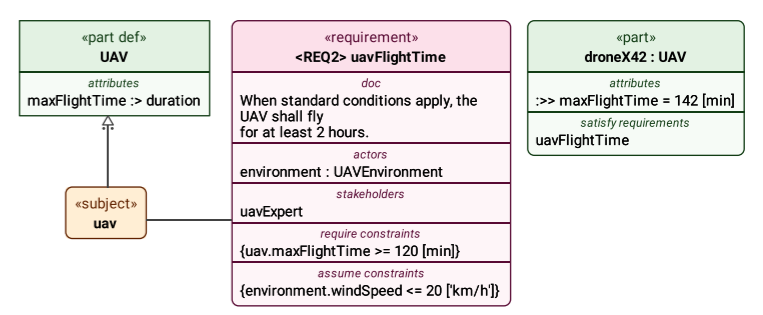 «part def»
UAV
attributes
maxFlightTime :> duration
«subject»
uav
«requirement»
<REQ2> uavFlightTime
doc
When standard conditions apply, the
UAV shall fly
for at least 2 hours.
actors
environment : UAVEnvironment
stakeholders
uavExpert
require constraints
{uav.maxFlightTime >= 120 [min]}
assume constraints
{environment.windSpeed <= 20 ['km/h']}
«part»
droneX42 : UAV
attributes
:>> maxFlightTime = 142 [min]
satisfy requirements
uavFlightTime